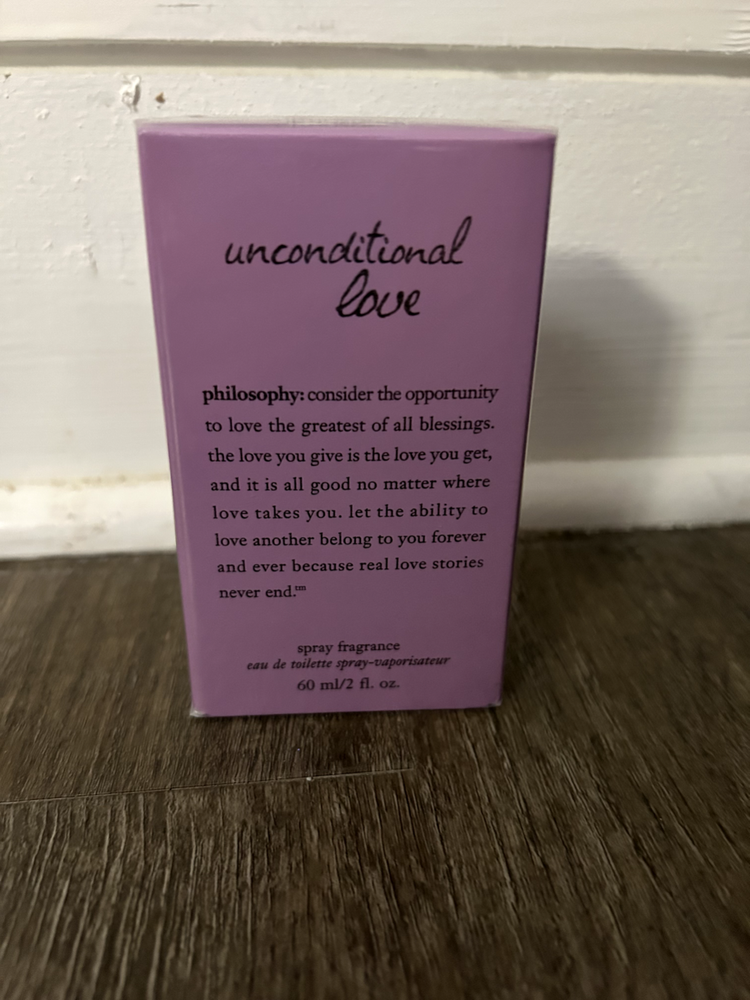 unconditional
love
philosophy: consider the opportunity
to love the greatest of all blessings.
the love you give is the love you get,
and it is all good no matter where
love takes you. let the ability to
love another belong to you forever
and ever because real love stories
never end.™
spray fragrance
eau de toilette spray-vaporisateur
60 ml/2 fl. oz.